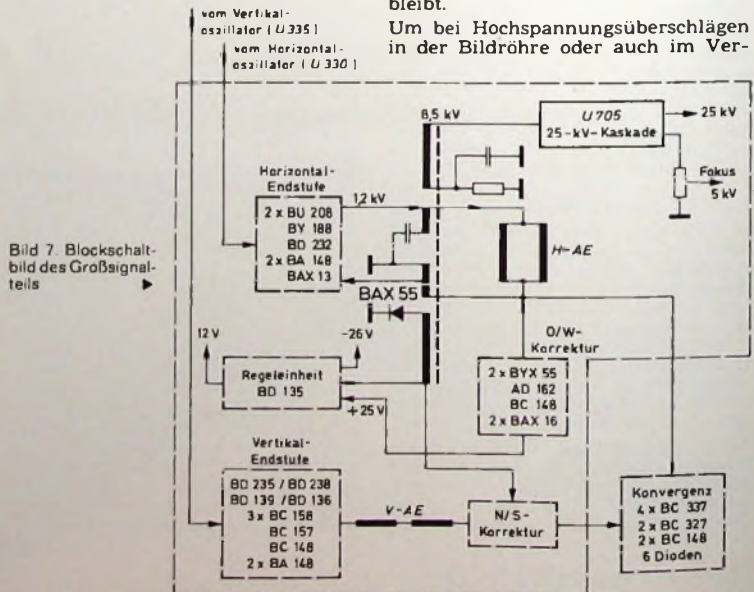 bleibt.
Um bei Hochspannungsüberschlägen
in der Bildröhre oder auch im Ver-
vom Vertikal-
oszillator (U 335)
vom Horizontal-
oszillator (U 330)
6,5 kV
U 705
25-kV-Kaskade
25 kV
Fokus
5 kV
Horizontal-
Endstufe
2 x BU 208
BY 188
BD 232
2 x BA 148
BAX 13
1,2 kV
H-AE
BAX 55
Bild 7. Blockschalt-
bild des Großsignal-
teils
12 V
-26 V
Regeleinheit
BD 135
+25 V
O/W-
Korrektur
2 x BYX 55
AD 162
BC 148
2 x BAX 16
Vertikal-
Endstufe
BD 235 / BD 238
BD 139 / BD 136
3 x BC 158
BC 157
BC 148
2 x BA 148
V-AE
N/S-
Korrektur
Konvergenz
4 x BC 337
2 x BC 327
2 x BC 148
6 Dioden